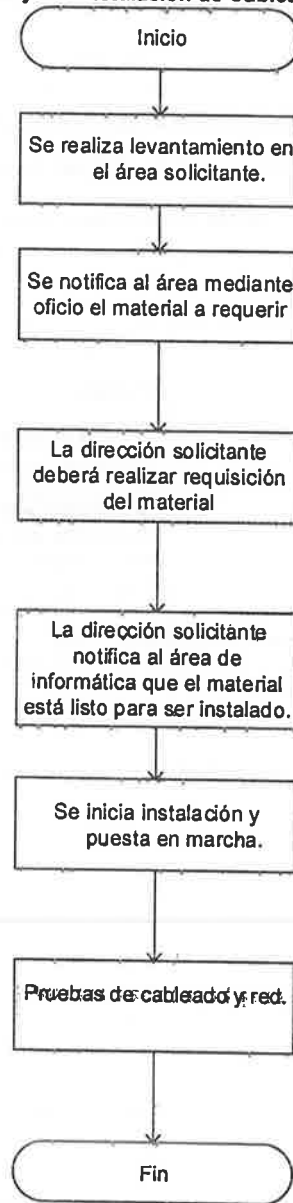 Inicio
Se realiza levantamiento en
el área solicitante.
Se notifica al área mediante
oficio el material a requerir
La dirección solicitante
deberá realizar requisición
del material
La dirección solicitante
notifica al área de
informática que el material
está listo para ser instalado.
Se inicia instalación y
puesta en marcha.
Pruebas de cableado y red.
Fin